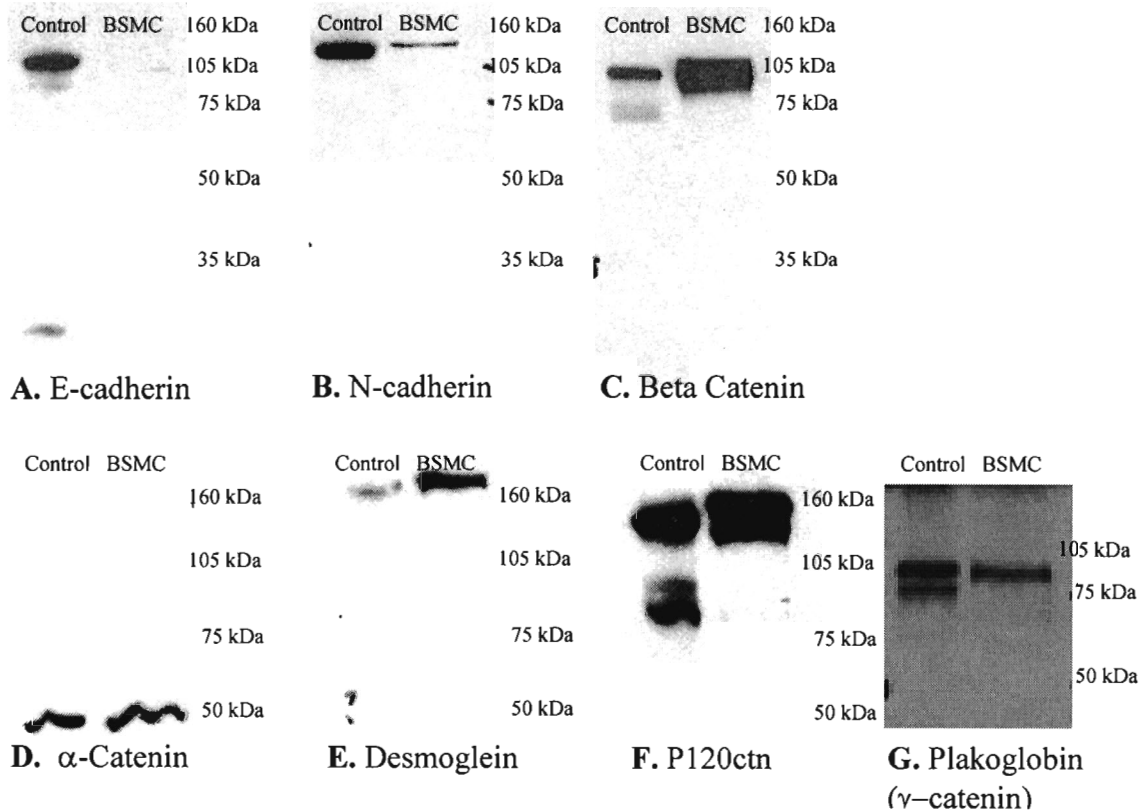 Control BSMC 160 kDa
105 kDa
75 kDa
50 kDa
35 kDa
A. E-cadherin
Control BSMC 160 kDa
105 kDa
75 kDa
50 kDa
35 kDa
B. N-cadherin
Control BSMC 160 kDa
105 kDa
75 kDa
50 kDa
35 kDa
C. Beta Catenin
Control BSMC
160 kDa
105 kDa
75 kDa
50 kDa
D. α-Catenin
Control BSMC
160 kDa
105 kDa
75 kDa
50 kDa
E. Desmoglein
Control BSMC
160 kDa
105 kDa
75 kDa
50 kDa
F. P120ctn
Control BSMC
105 kDa
75 kDa
50 kDa
G. Plakoglobin
(γ–catenin)